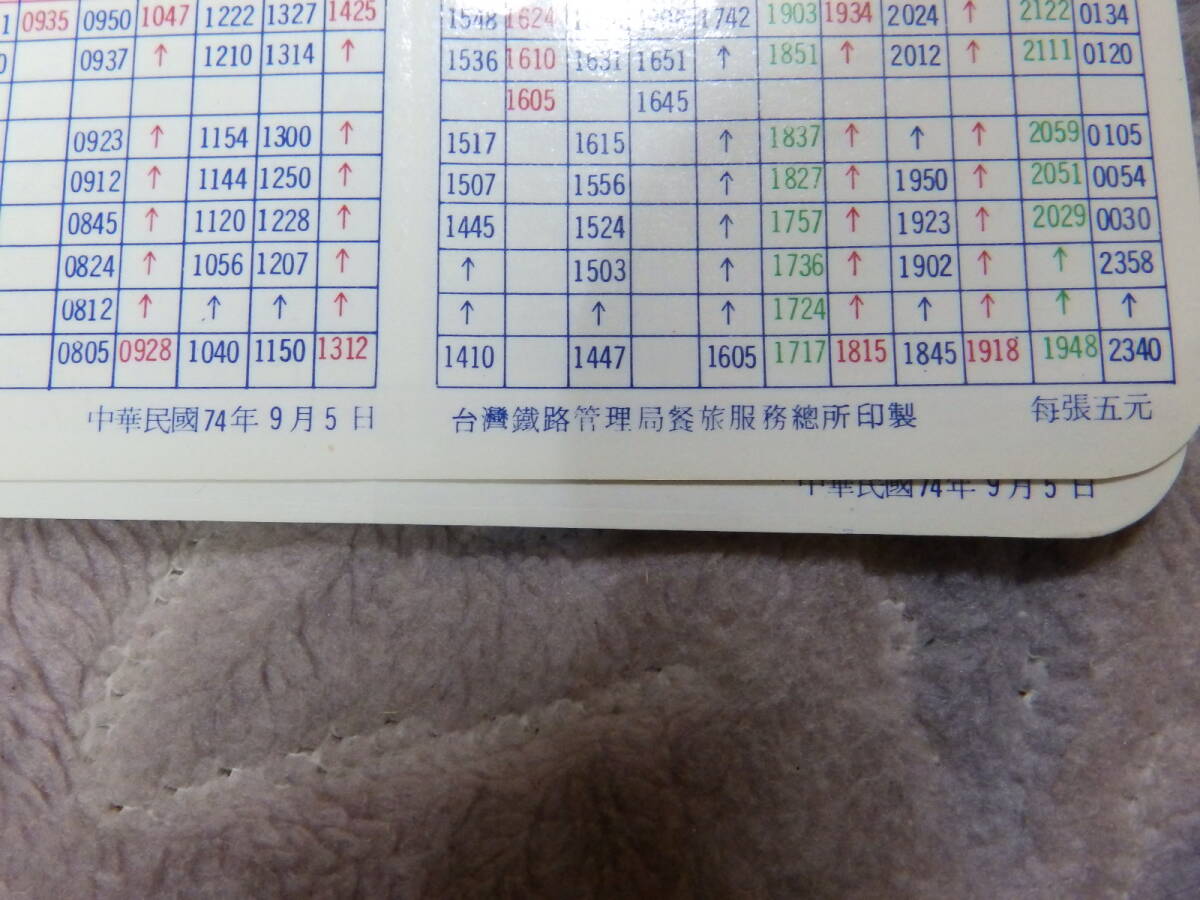 1 0935 0950 1047 1222 1327 1425
0 0937 ↑ 1210 1314 ↑
0923 ↑ 1154 1300 ↑
0912 ↑ 1144 1250 ↑
0845 ↑ 1120 1228 ↑
0824 ↑ 1056 1207 ↑
0812 ↑ ↑ ↑ ↑
0805 0928 1040 1150 1312
中華民國74年 9月5日
1548 1624 1742 1903 1934 2024 ↑ 2122 0134
1536 1610 1631 1651 ↑ 1851 ↑ 2012 ↑ 2111 0120
1605 1645
1517 1615 ↑ 1837 ↑ ↑ ↑ 2059 0105
1507 1556 ↑ 1827 ↑ 1950 ↑ 2051 0054
1445 1524 ↑ 1757 ↑ 1923 ↑ 2029 0030
↑ 1503 ↑ 1736 ↑ 1902 ↑ ↑ 2358
↑ ↑ ↑ 1724 ↑ ↑ ↑ ↑ ↑
1410 1447 1605 1717 1815 1845 1918 1948 2340
台灣鐵路管理局餐旅服務總所印製 每張五元
中華民國74年 9月5日